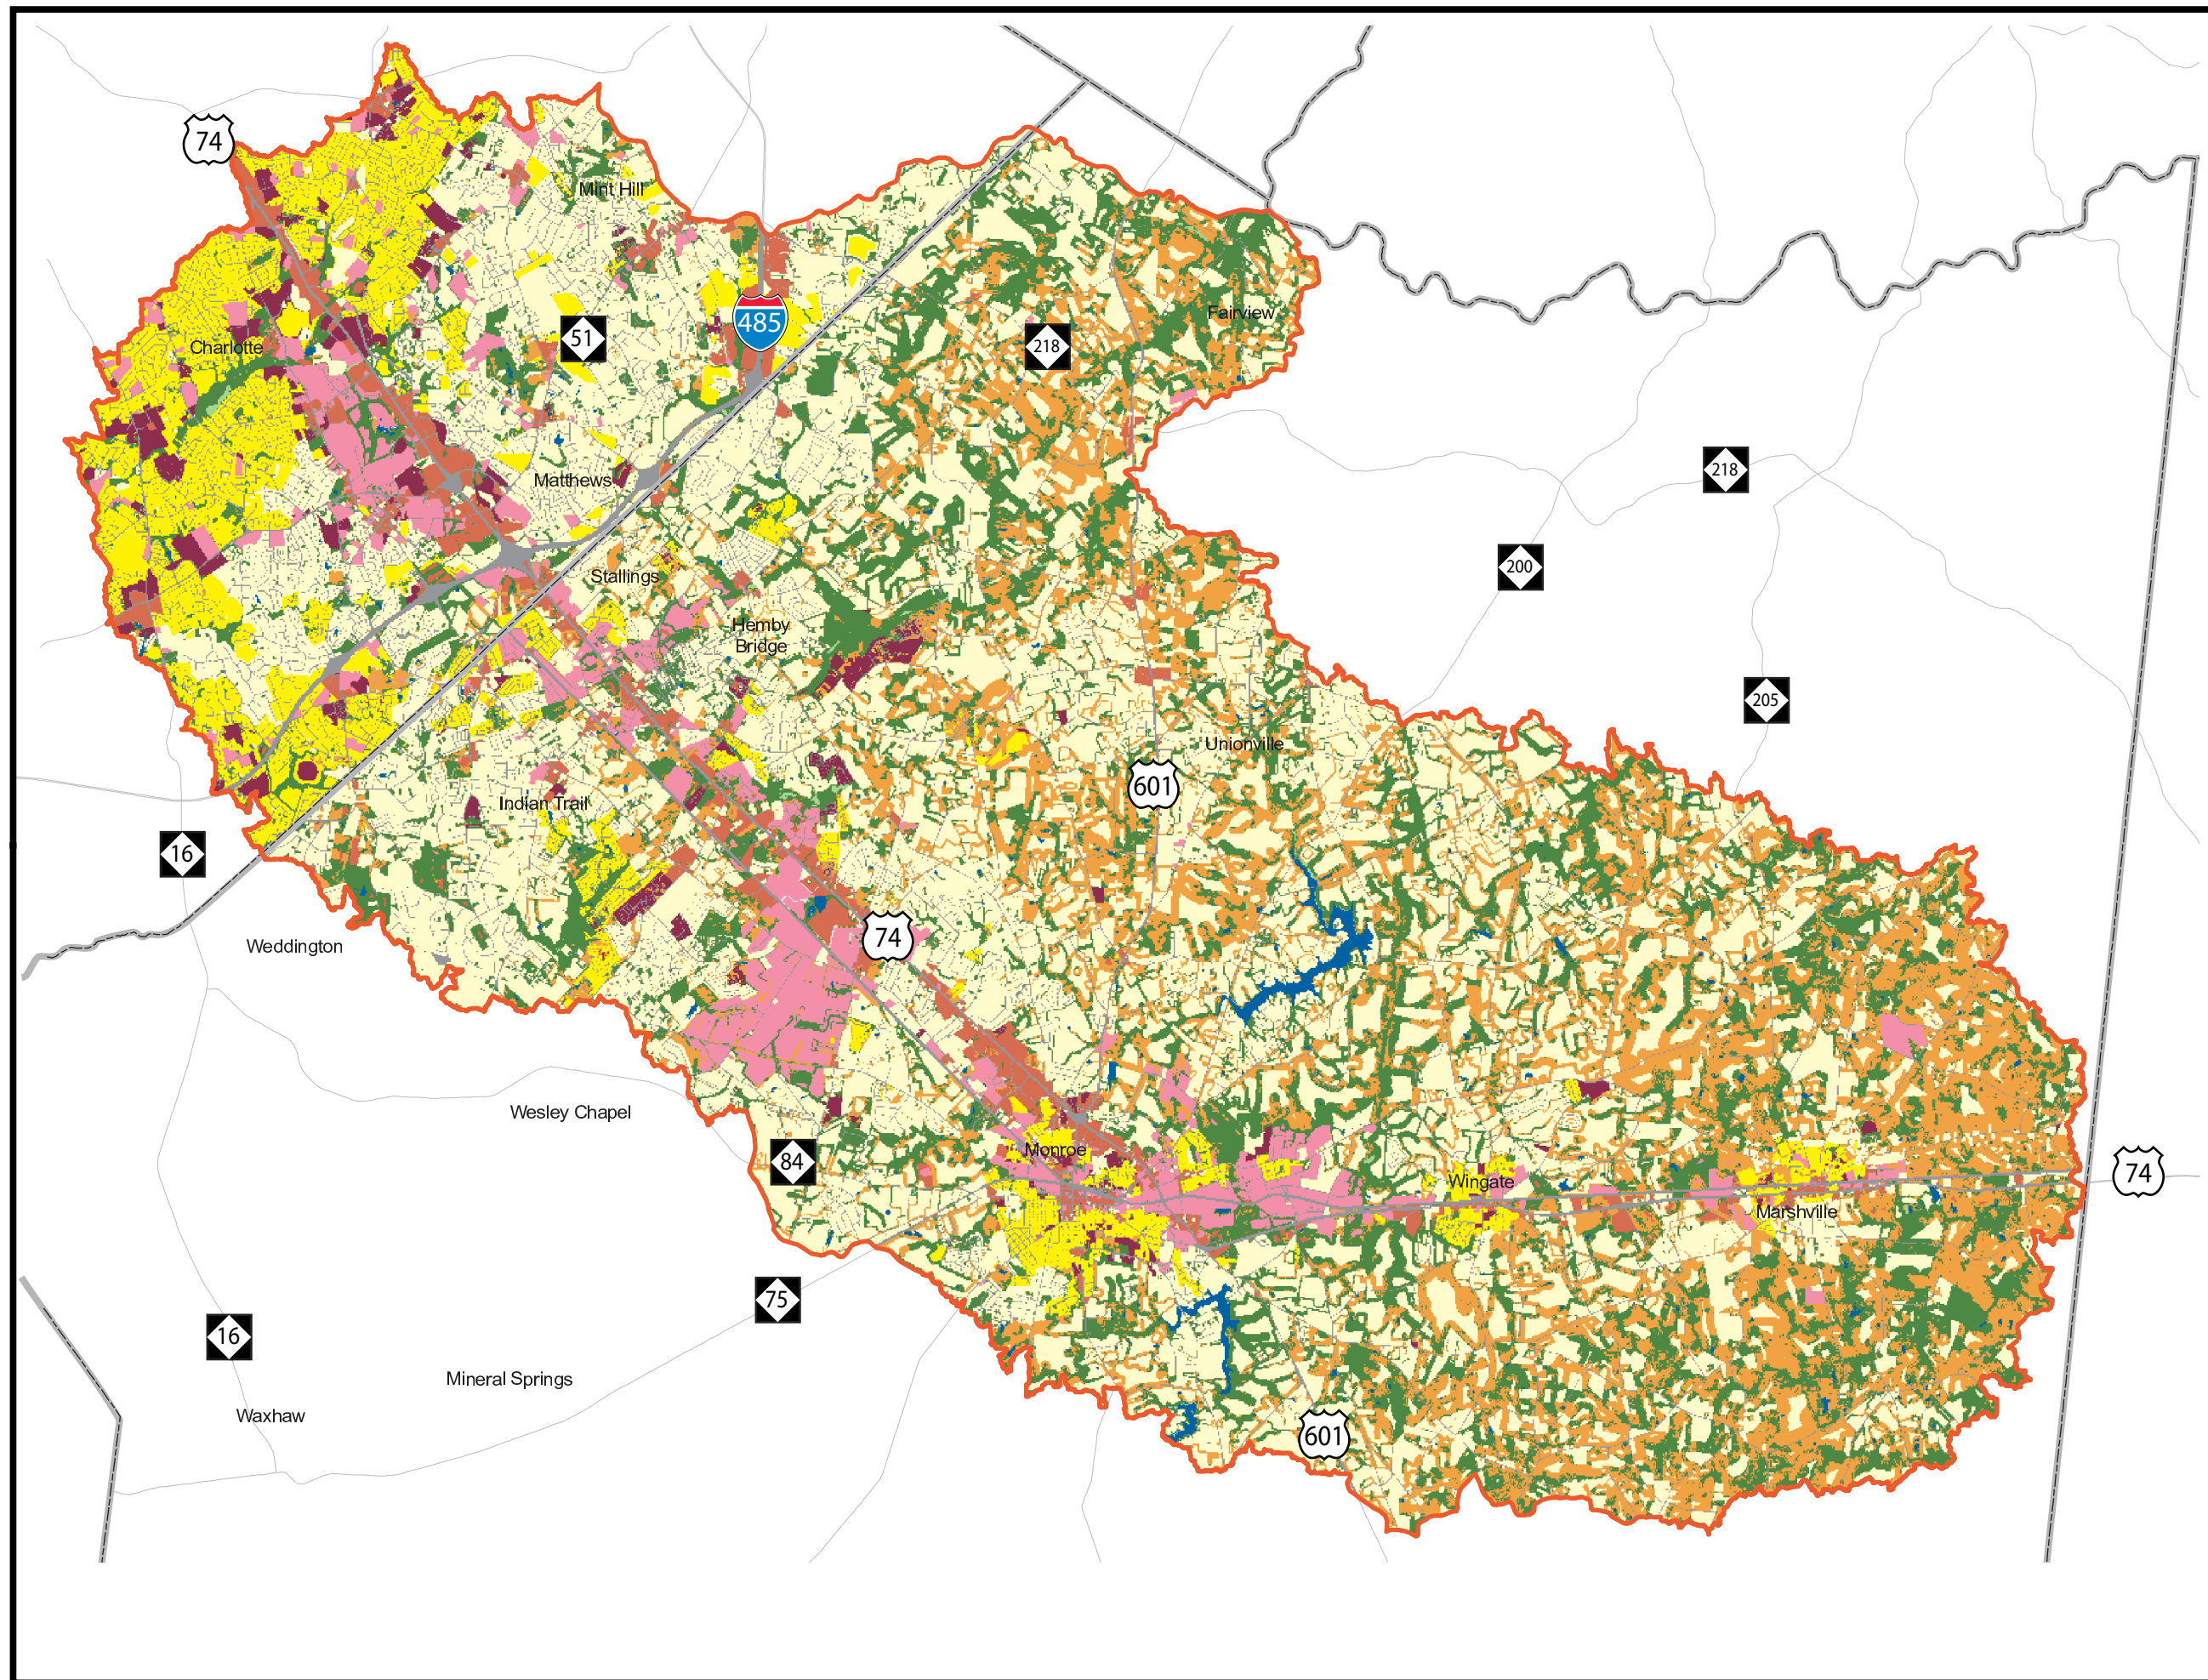 74
Mint Hill
Fairview
485
51
218
Charlotte
218
Matthews
200
Stallings
Hemby
Bridge
205
Unionville
601
Indian Trail
16
74
Weddington
Wesley Chapel
Monroe
84
74
Wingate
Marshville
75
16
Mineral Springs
Waxhaw
601